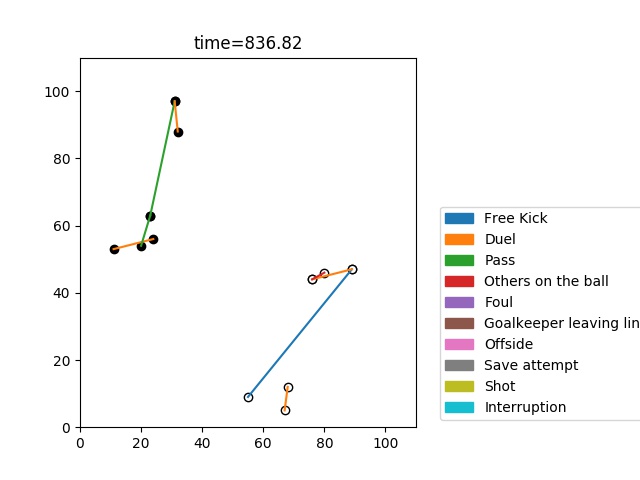 time=836.82
100
80
60
40
20
0
0 20 40 60 80 100
Free Kick
Duel
Pass
Others on the ball
Foul
Goalkeeper leaving lin
Offside
Save attempt
Shot
Interruption